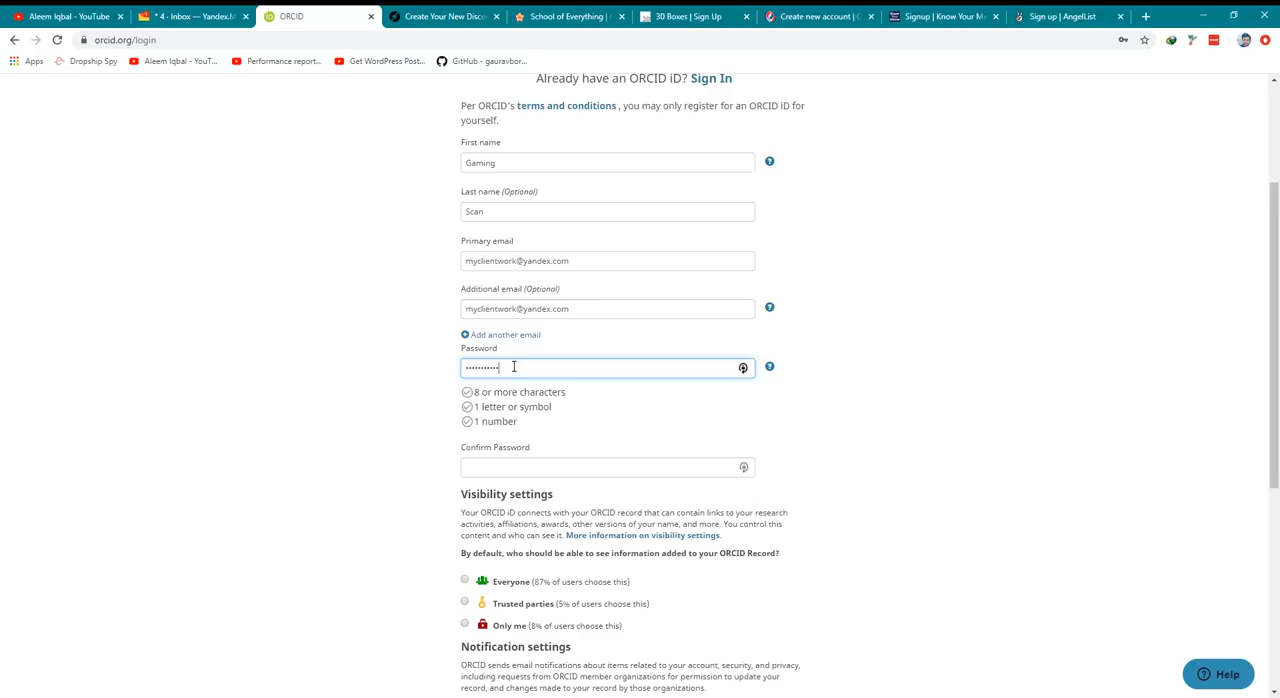 Aleem Iqbal - YouTube
* 4 · Inbox — Yandex.M
ORCID
Create Your New Disco
School of Everything | C
30 Boxes | Sign Up
Create new account | C
Signup | Know Your Me
Sign up | AngelList
orcid.org/login
Apps
Dropship Spy
Aleem Iqbal - YouT...
Performance report...
Get WordPress Post...
GitHub - gauravbor...
Already have an ORCID iD? Sign In
Per ORCID's terms and conditions , you may only register for an ORCID iD for
yourself.
First name
Gaming
Last name (Optional)
Scan
Primary email
myclientwork@yandex.com
Additional email (Optional)
myclientwork@yandex.com
Add another email
Password
8 or more characters
1 letter or symbol
1 number
Confirm Password
Visibility settings
Your ORCID iD connects with your ORCID record that can contain links to your research
activities, affiliations, awards, other versions of your name, and more. You control this
content and who can see it. More information on visibility settings.
By default, who should be able to see information added to your ORCID Record?
Everyone (87% of users choose this)
Trusted parties (5% of users choose this)
Only me (8% of users choose this)
Notification settings
ORCID sends email notifications about items related to your account, security, and privacy,
including requests from ORCID member organizations for permission to update your
record, and changes made to your record by those organizations.
Help